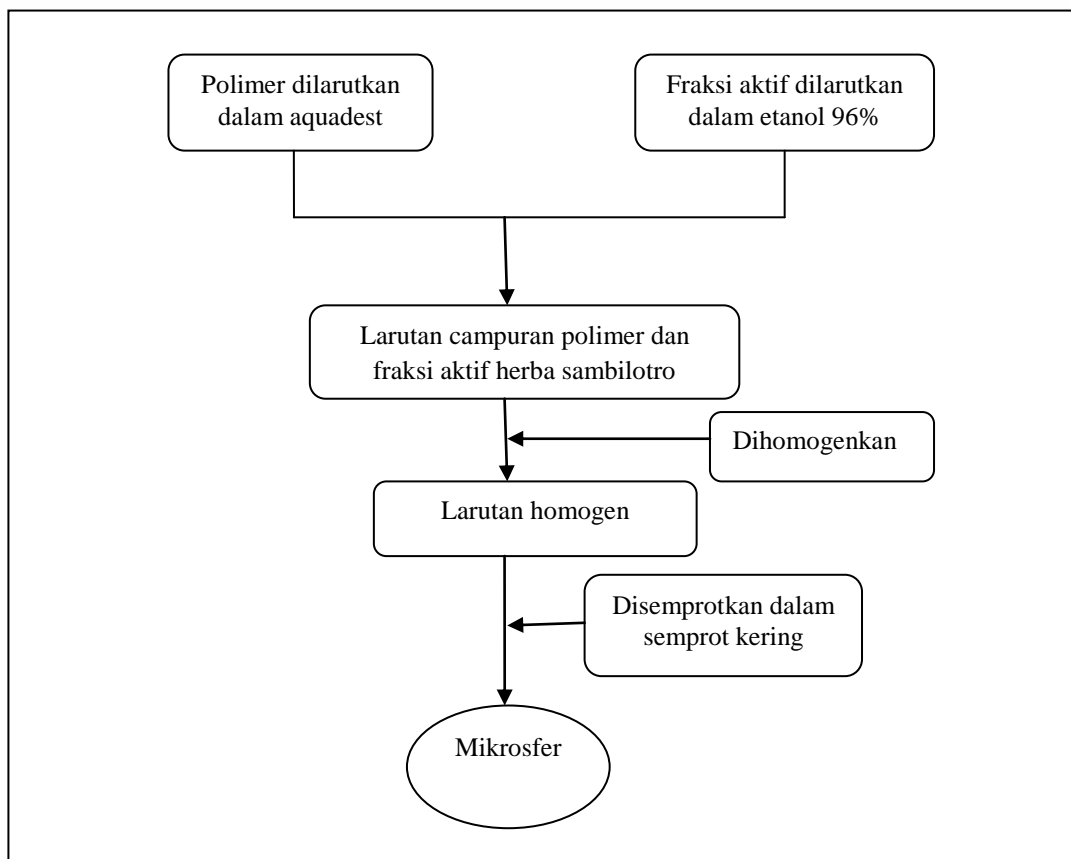 Polimer dilarutkan
dalam aquadest
Fraksi aktif dilarutkan
dalam etanol 96%
Larutan campuran polimer dan
fraksi aktif herba sambilotro
Dihomogenkan
Larutan homogen
Disemprotkan dalam
semprot kering
Mikrosfer